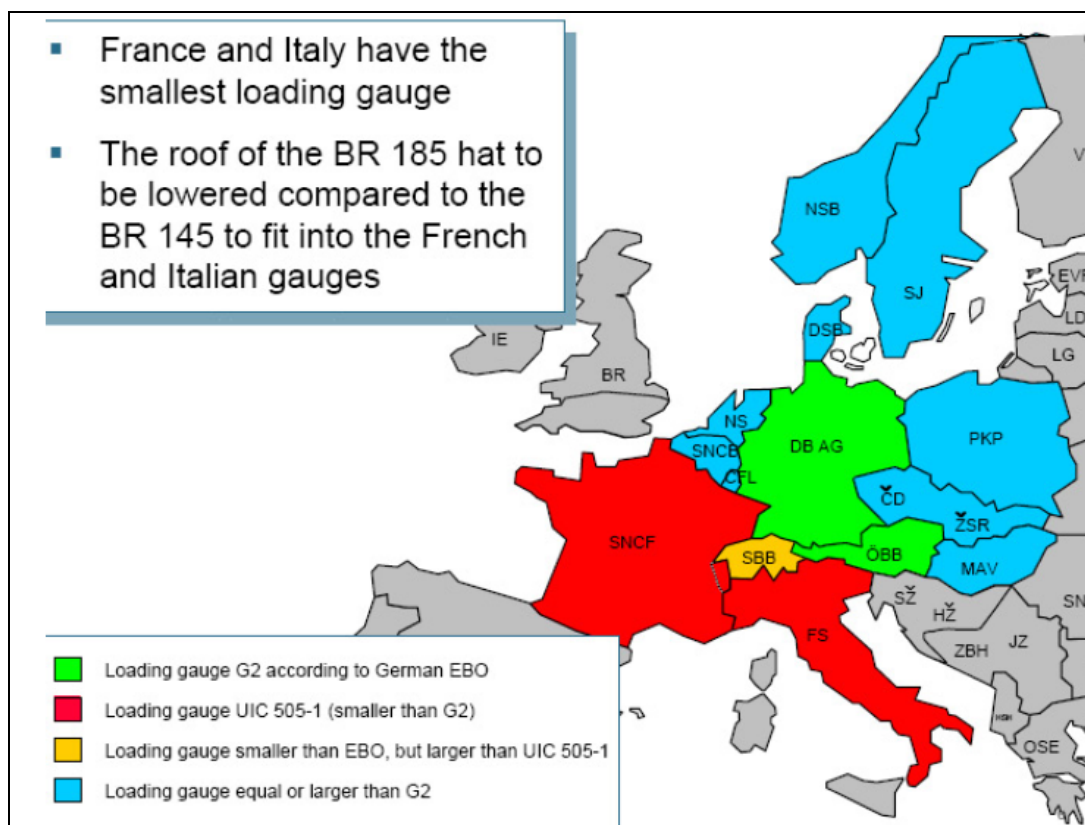 France and Italy have the
smallest loading gauge
The roof of the BR 185 hat to
be lowered compared to the
BR 145 to fit into the French
and Italian gauges
V
NSB
SJ
EVR
DSB
LD
IE
LG
BR
NS
PKP
SNCB
DB AG
CFL
ČD
ŽSR
SNCF
SBB
ÖBB
MAV
SŽ
SN
HŽ
FS
ZBH
JZ
OSE
Loading gauge G2 according to German EBO
Loading gauge UIC 505-1 (smaller than G2)
Loading gauge smaller than EBO, but larger than UIC 505-1
Loading gauge equal or larger than G2